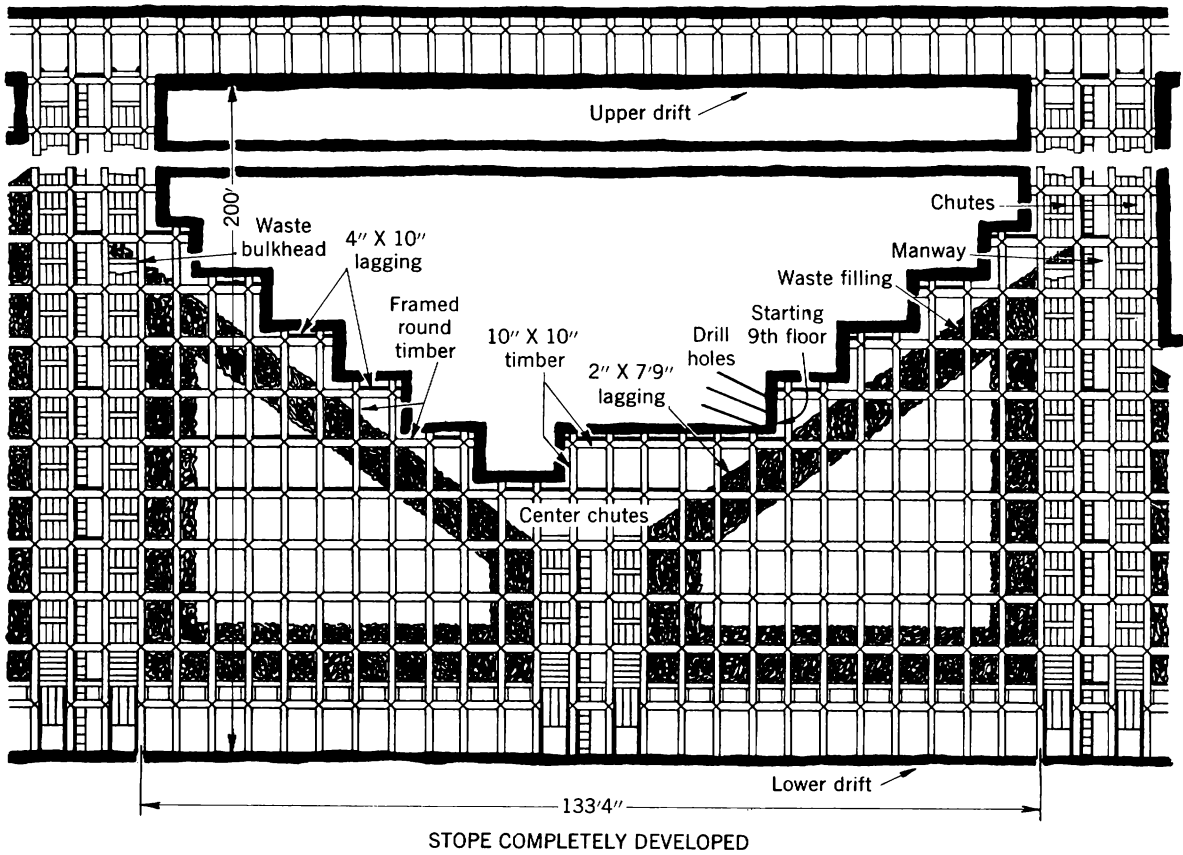 Upper drift
200'
Chutes
Waste
bulkhead
4" X 10"
lagging
Manway
Waste filling
Framed
round
timber
Starting
9th floor
10" X 10"
timber
Drill
holes
2" X 7'9"
lagging
Center chutes
Lower drift
133'4"
STOPE COMPLETELY DEVELOPED